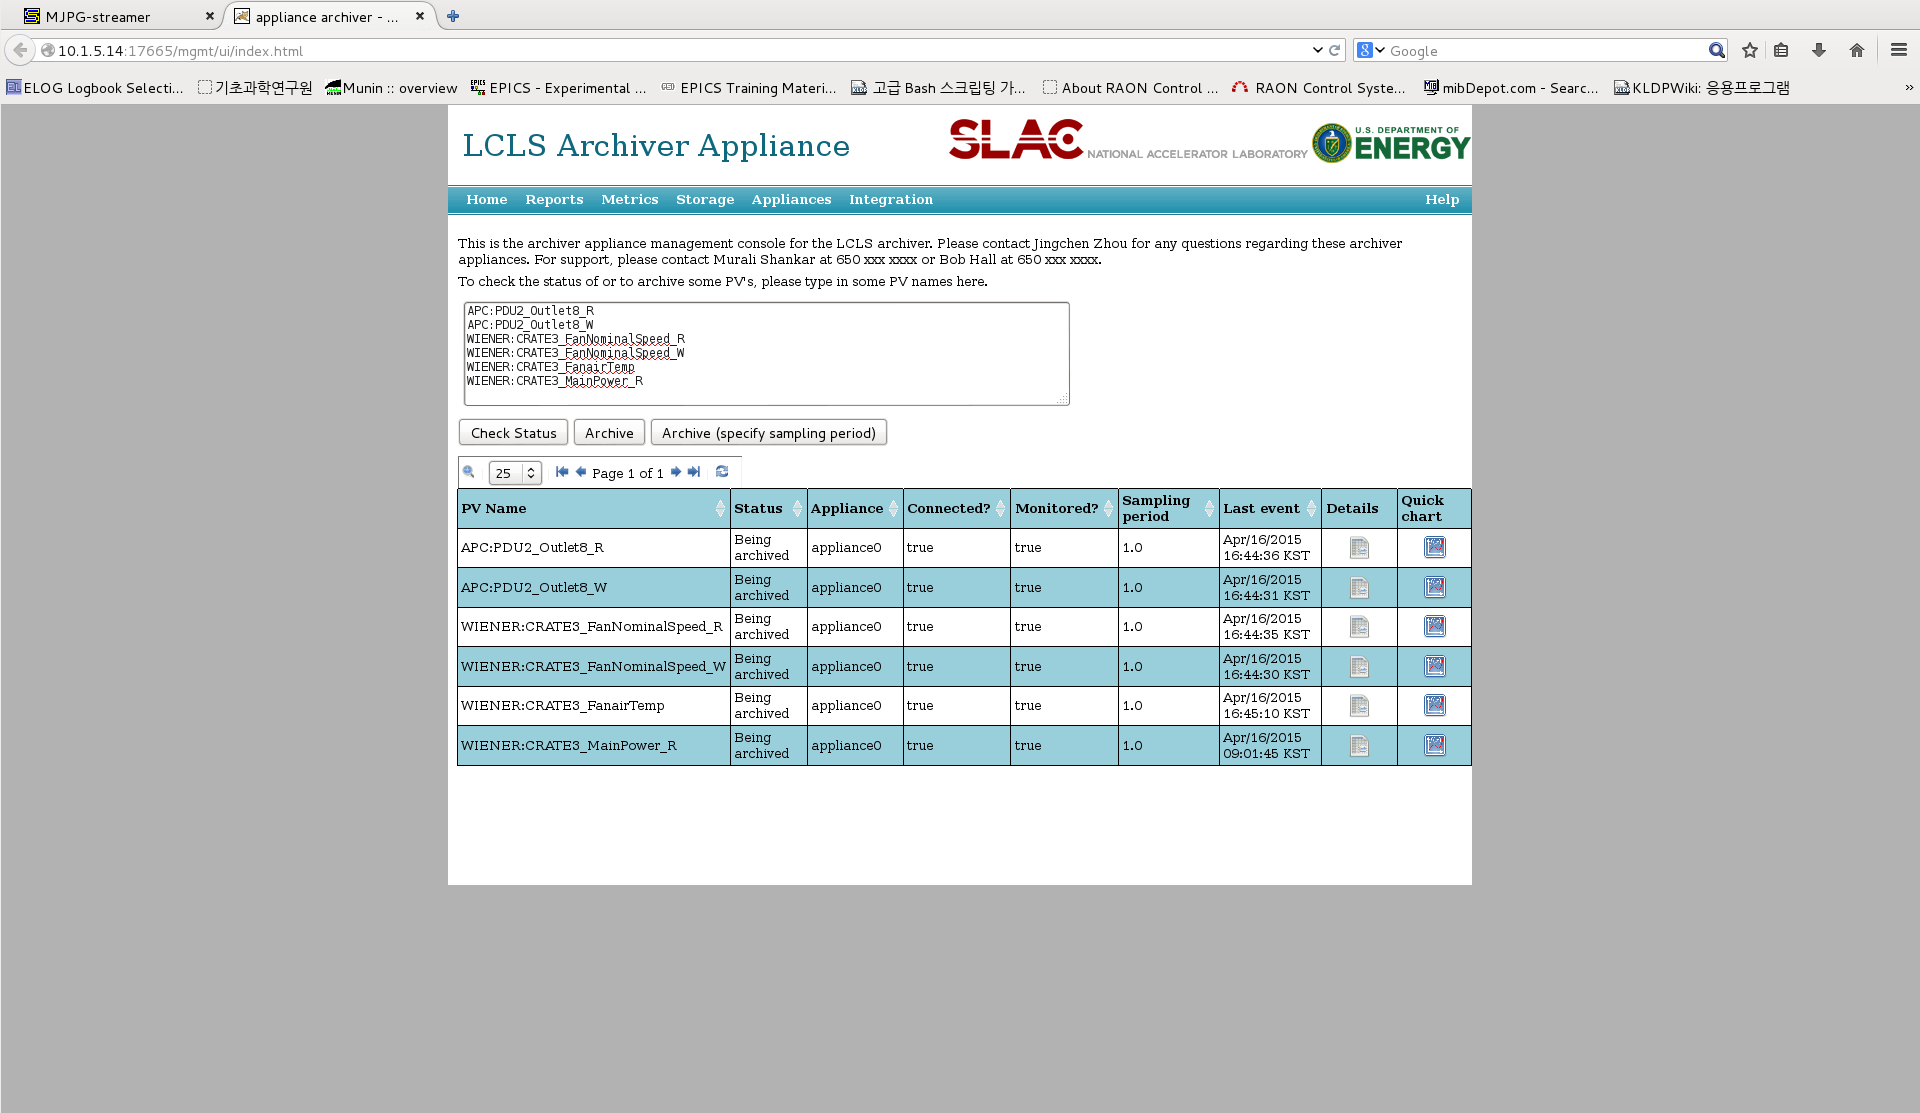 MJPG-streamer
appliance archiver - ...
10.1.5.14:17665/mgmt/ui/index.html
Google
ELOG Logbook Selecti...
기초과학연구원
Munin :: overview
EPICS - Experimental ...
EPICS Training Materi...
고급 Bash 스크립팅 가...
About RAON Control ...
RAON Control Syste...
mibDepot.com - Searc...
KLDPWiki: 응용프로그램
»
LCLS Archiver Appliance
SLAC NATIONAL ACCELERATOR LABORATORY
U.S. DEPARTMENT OF
ENERGY
Home Reports Metrics Storage Appliances Integration Help
This is the archiver appliance management console for the LCLS archiver. Please contact Jingchen Zhou for any questions regarding these archiver
appliances. For support, please contact Murali Shankar at 650 xxx xxxx or Bob Hall at 650 xxx xxxx.
To check the status of or to archive some PV's, please type in some PV names here.
APC:PDU2_Outlet8_R
APC:PDU2_Outlet8_W
WIENER:CRATE3_FanNominalSpeed_R
WIENER:CRATE3_FanNominalSpeed_W
WIENER:CRATE3_FanairTemp
WIENER:CRATE3_MainPower_R
Check Status Archive Archive (specify sampling period)
25 Page 1 of 1
PV Name Status Appliance Connected? Monitored? Sampling period Last event Details Quick chart
APC:PDU2_Outlet8_R Being archived appliance0 true true 1.0 Apr/16/2015 16:44:36 KST
APC:PDU2_Outlet8_W Being archived appliance0 true true 1.0 Apr/16/2015 16:44:31 KST
WIENER:CRATE3_FanNominalSpeed_R Being archived appliance0 true true 1.0 Apr/16/2015 16:44:35 KST
WIENER:CRATE3_FanNominalSpeed_W Being archived appliance0 true true 1.0 Apr/16/2015 16:44:30 KST
WIENER:CRATE3_FanairTemp Being archived appliance0 true true 1.0 Apr/16/2015 16:45:10 KST
WIENER:CRATE3_MainPower_R Being archived appliance0 true true 1.0 Apr/16/2015 09:01:45 KST